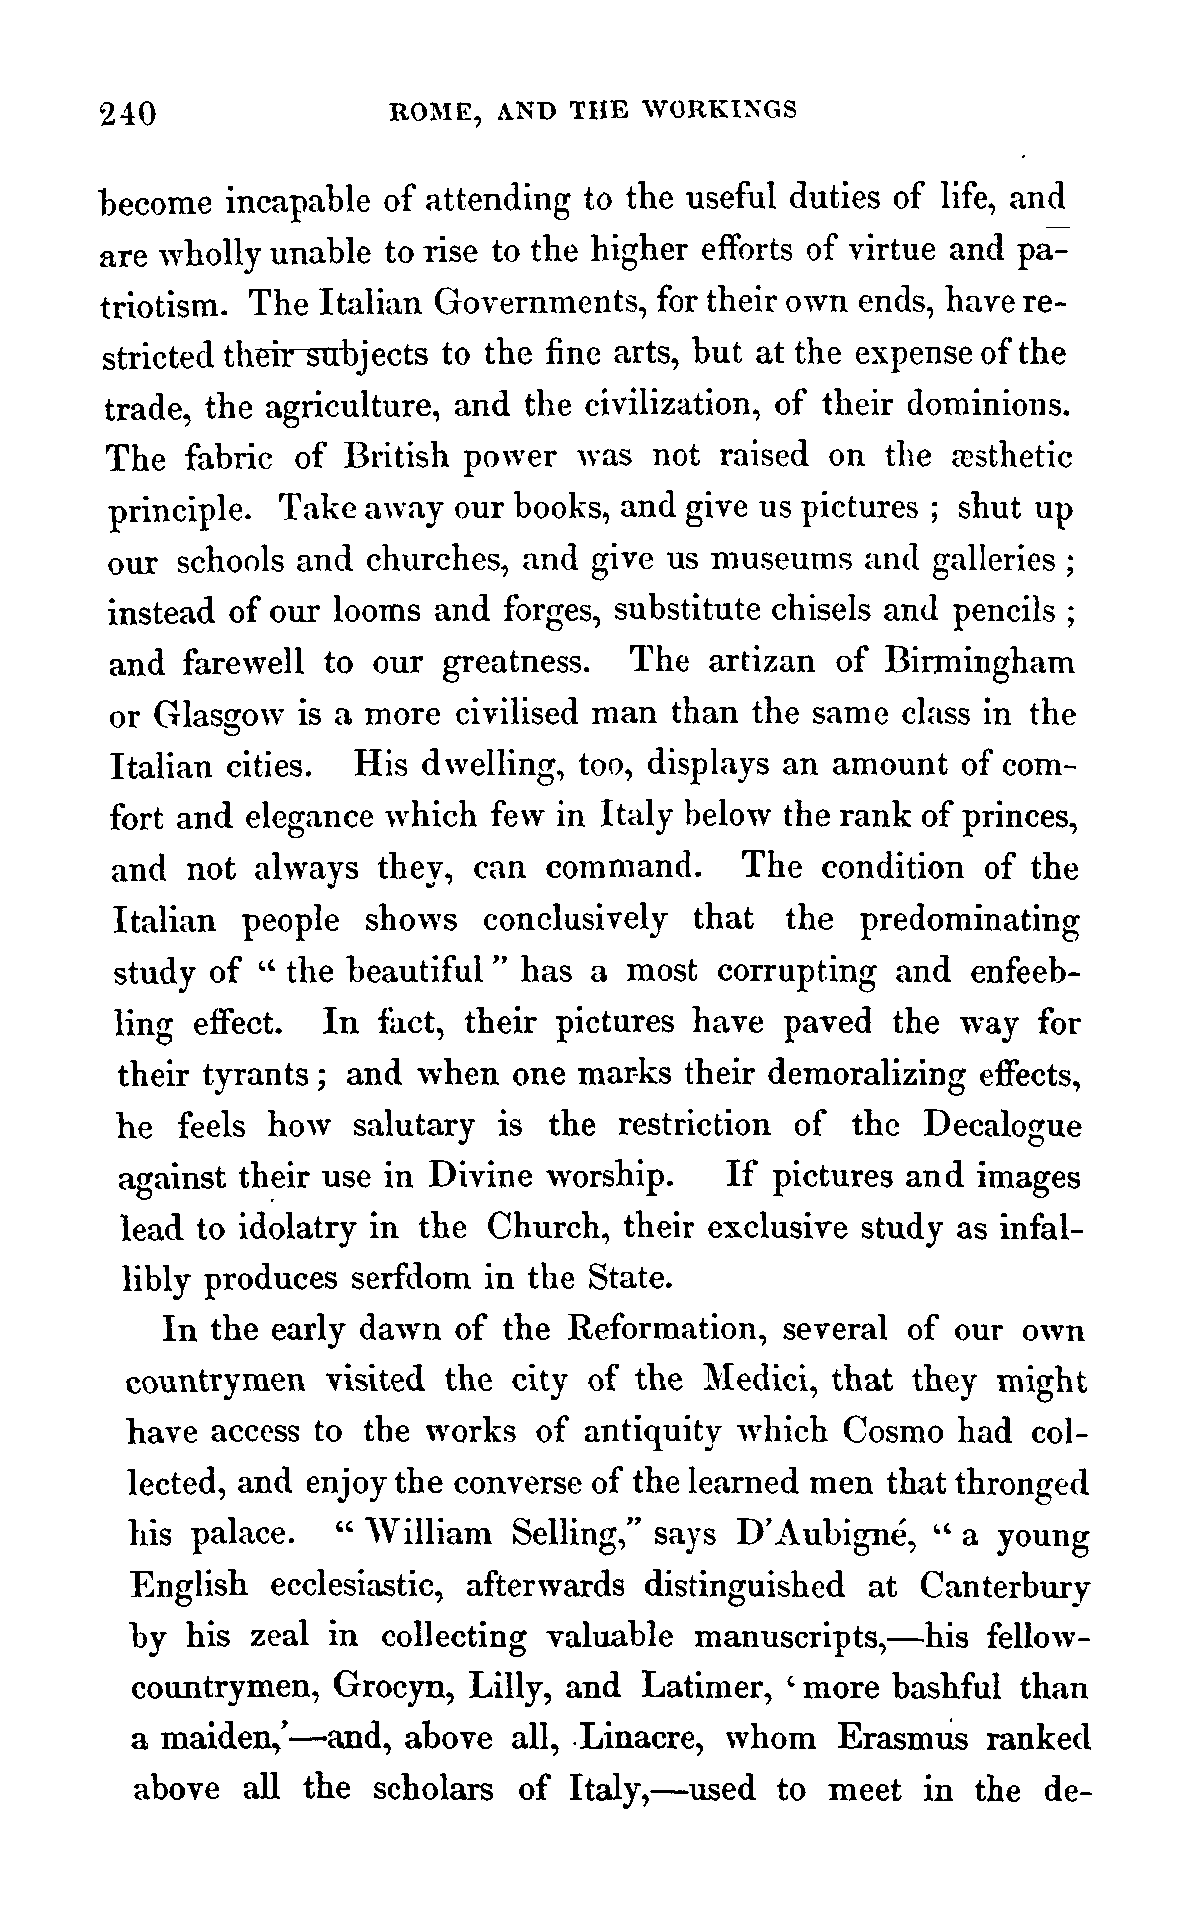 240 ROME, AND THE WORKINGS
become incapable of attending to the useful duties of life, and
are wholly unable to rise to the higher efforts of virtue and pa-
triotism. The Italian Governments, for their own ends, have re-
stricted their subjects to the fine arts, but at the expense of the
trade, the agriculture, and the civilization, of their dominions.
The fabric of British power was not raised on the æsthetic
principle. Take away our books, and give us pictures ; shut up
our schools and churches, and give us museums and galleries ;
instead of our looms and forges, substitute chisels and pencils ;
and farewell to our greatness. The artizan of Birmingham
or Glasgow is a more civilised man than the same class in the
Italian cities. His dwelling, too, displays an amount of com-
fort and elegance which few in Italy below the rank of princes,
and not always they, can command. The condition of the
Italian people shows conclusively that the predominating
study of “ the beautiful ” has a most corrupting and enfeeb-
ling effect. In fact, their pictures have paved the way for
their tyrants ; and when one marks their demoralizing effects,
he feels how salutary is the restriction of the Decalogue
against their use in Divine worship. If pictures and images
lead to idolatry in the Church, their exclusive study as infal-
libly produces serfdom in the State.
In the early dawn of the Reformation, several of our own
countrymen visited the city of the Medici, that they might
have access to the works of antiquity which Cosmo had col-
lected, and enjoy the converse of the learned men that thronged
his palace. “ William Selling,” says D’Aubigné, “ a young
English ecclesiastic, afterwards distinguished at Canterbury
by his zeal in collecting valuable manuscripts,—his fellow-
countrymen, Grocyn, Lilly, and Latimer, ‘ more bashful than
a maiden,’—and, above all, Linacre, whom Erasmus ranked
above all the scholars of Italy,—used to meet in the de-